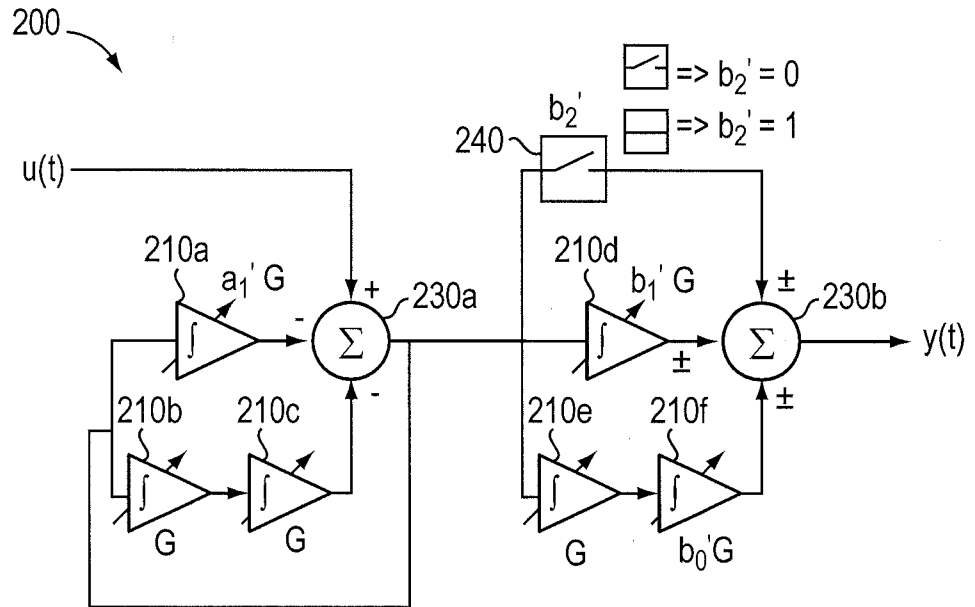 200
=> b₂' = 0
b₂'
=> b₂' = 1
240
u(t)
210a
a₁' G
210d
b₁' G
+
230a
±
230b
-
∫
Σ
∫
±
Σ
y(t)
-
±
210b
210c
210e
210f
∫
∫
∫
∫
G
G
G
b₀'G